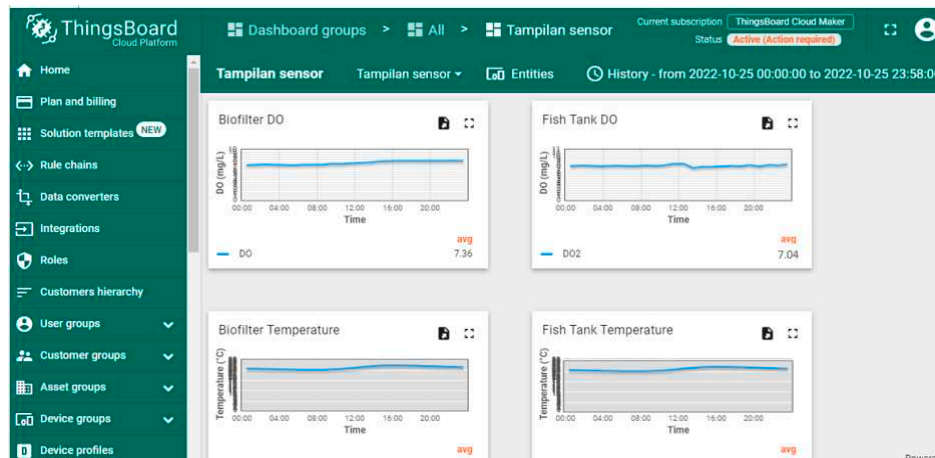 ThingsBoard
Cloud Platform
Dashboard groups > All > Tampilan sensor
Current subscription ThingsBoard Cloud Maker
Status Active (Action required)
Home
Plan and billing
Solution templates NEW
Rule chains
Data converters
Integrations
Roles
Customers hierarchy
User groups
Customer groups
Asset groups
Device groups
Device profiles
Tampilan sensor Tampilan sensor Entities History - from 2022-10-25 00:00:00 to 2022-10-25 23:58:0
Biofilter DO
DO (mg/L)
00:00 04:00 08:00 12:00 16:00 20:00
Time
avg
DO 7.36
Fish Tank DO
DO (mg/L)
00:00 04:00 08:00 12:00 16:00 20:00
Time
avg
DO2 7.04
Biofilter Temperature
Temperature (°C)
00:00 04:00 08:00 12:00 16:00 20:00
Time
avg
Fish Tank Temperature
Temperature (°C)
00:00 04:00 08:00 12:00 16:00 20:00
Time
avg